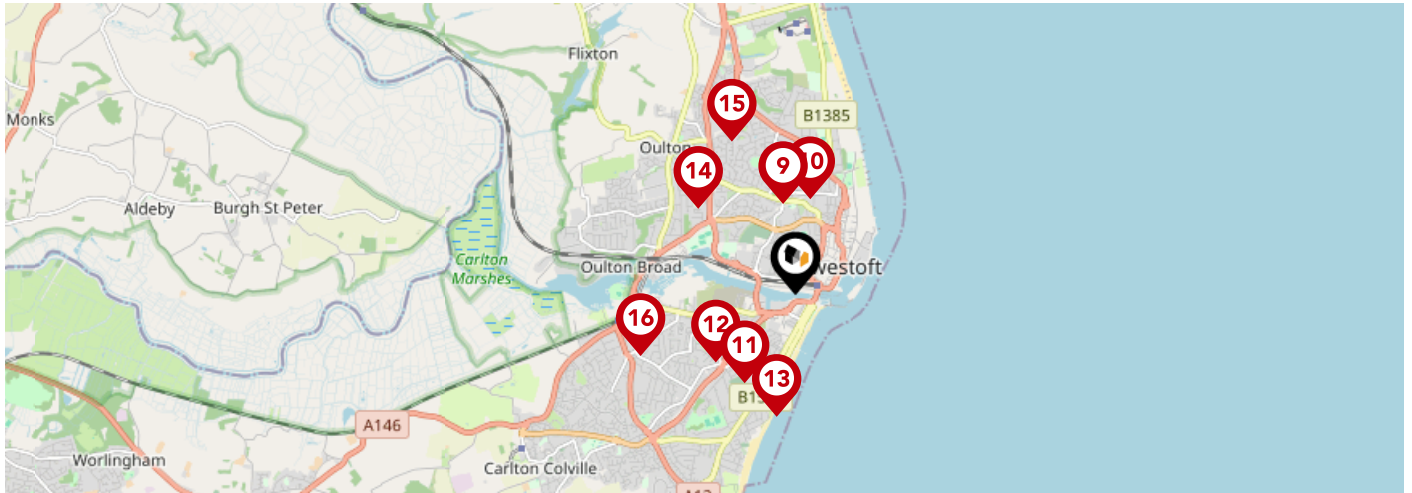 Flixton
15
B1385
Monks
Oulton
9
10
14
Aldeby
Burgh St Peter
Carlton
Marshes
Oulton Broad
16
12
11
13
A146
Worlingham
Carlton Colville